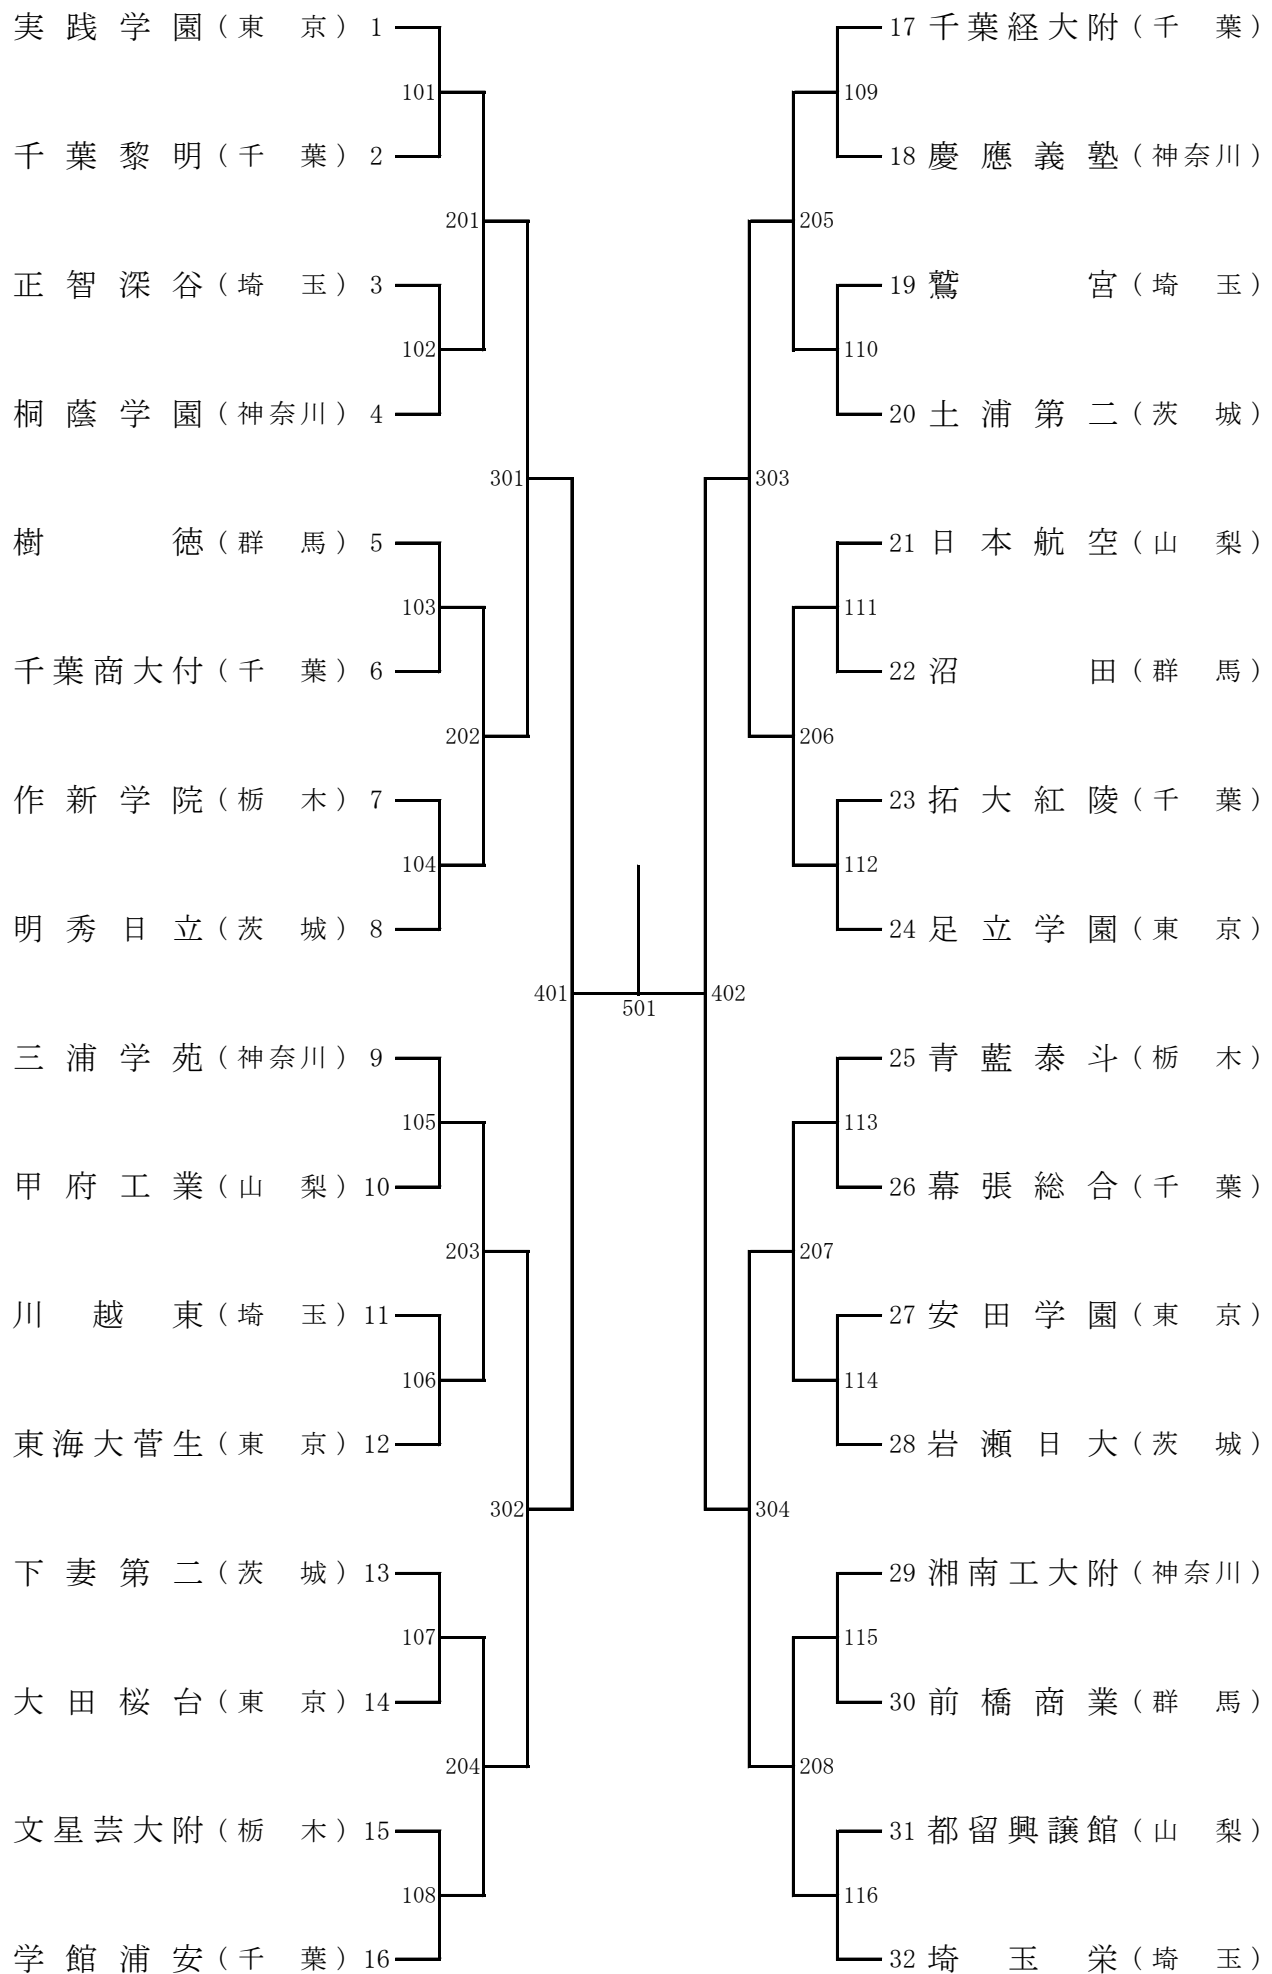 実践学園（東京）1
101
千葉黎明（千葉）2
201
正智深谷（埼玉）3
102
桐蔭学園（神奈川）4
301
樹徳（群馬）5
103
千葉商大付（千葉）6
202
作新学院（栃木）7
104
明秀日立（茨城）8
401
三浦学苑（神奈川）9
105
甲府工業（山梨）10
203
川越東（埼玉）11
106
東海大菅生（東京）12
302
下妻第二（茨城）13
107
大田桜台（東京）14
204
文星芸大附（栃木）15
108
学館浦安（千葉）16
501
17 千葉経大附（千葉）
109
18 慶應義塾（神奈川）
205
19 鷲宮（埼玉）
110
20 土浦第二（茨城）
303
21 日本航空（山梨）
111
22 沼田（群馬）
206
23 拓大紅陵（千葉）
112
24 足立学園（東京）
402
25 青藍泰斗（栃木）
113
26 幕張総合（千葉）
207
27 安田学園（東京）
114
28 岩瀬日大（茨城）
304
29 湘南工大附（神奈川）
115
30 前橋商業（群馬）
208
31 都留興譲館（山梨）
116
32 埼玉栄（埼玉）